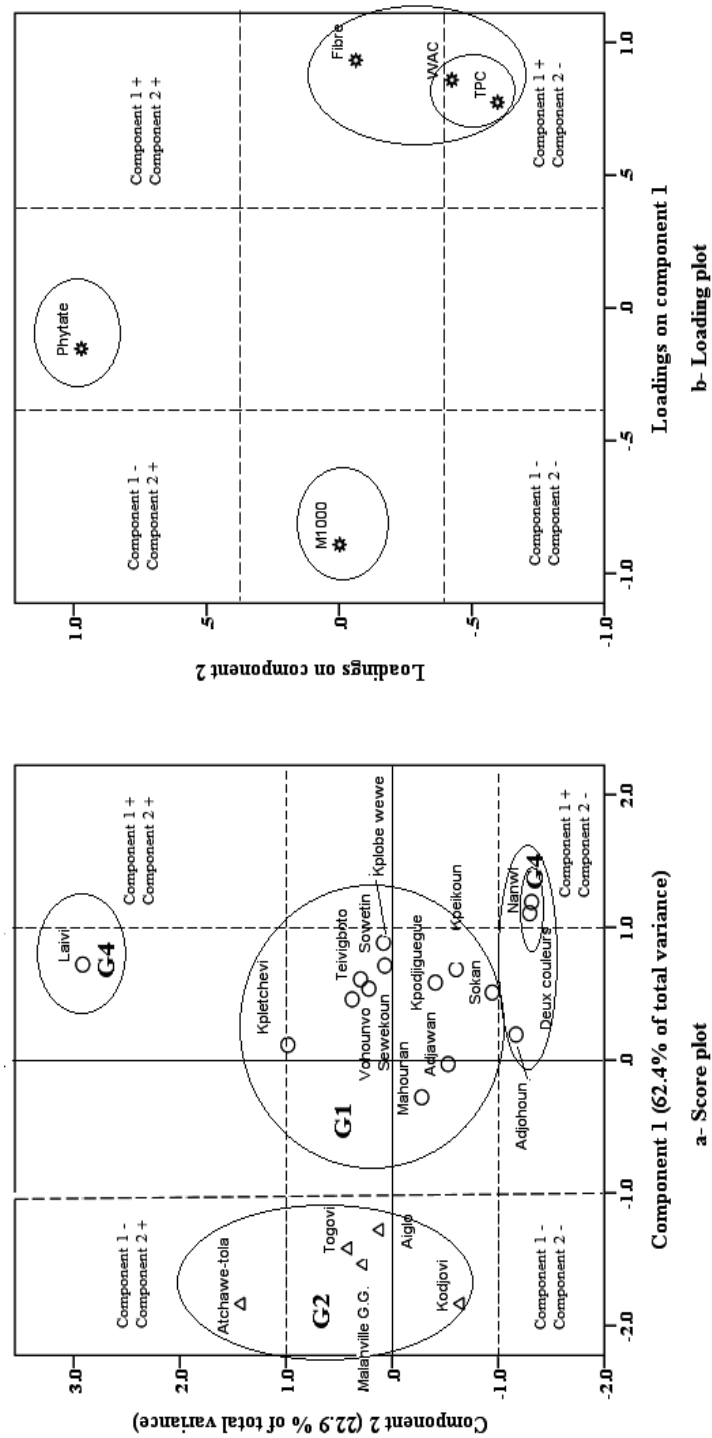 3.0
2.0
1.0
.0
-1.0
-2.0
Component 2 (22.9 % of total variance)
Component 1 -
Component 2 +
Component 1 +
Component 2 +
Laivi
G4
Atchawe-tola
Kpletchevi
G1
G2
Togovi
Teivigboto
Vohounvo
Sowetin
Sewekoun
Kplobe wewe
Malanville G.G.
Aiglo
Mahounan
Kpodjiguegue
Adjawan
Kpeikoun
Kodjovi
Sokan
Nanwi
G4
Adjohoun
Deux couleurs
Component 1 -
Component 2 -
Component 1 +
Component 2 -
-2.0
-1.0
.0
1.0
2.0
Component 1 (62.4% of total variance)
a- Score plot
1.0
.5
.0
-.5
-1.0
Loadings on component 2
Component 1 -
Component 2 +
Component 1 +
Component 2 +
Phytate
Fibre
M1000
WAC
TPC
Component 1 -
Component 2 -
Component 1 +
Component 2 -
-1.0
-.5
.0
.5
1.0
Loadings on component 1
b- Loading plot